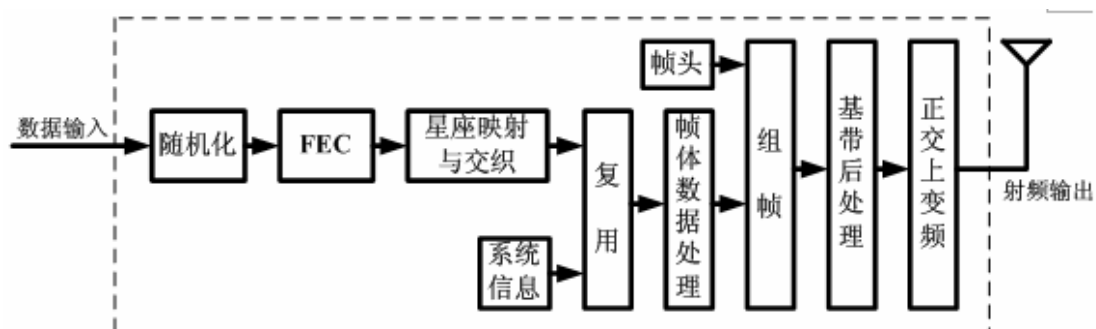 数据输入
随机化
FEC
星座映射
与交织
系统
信息
复用
帧头
帧体数据处理
组帧
基带后处理
正交上变频
射频输出